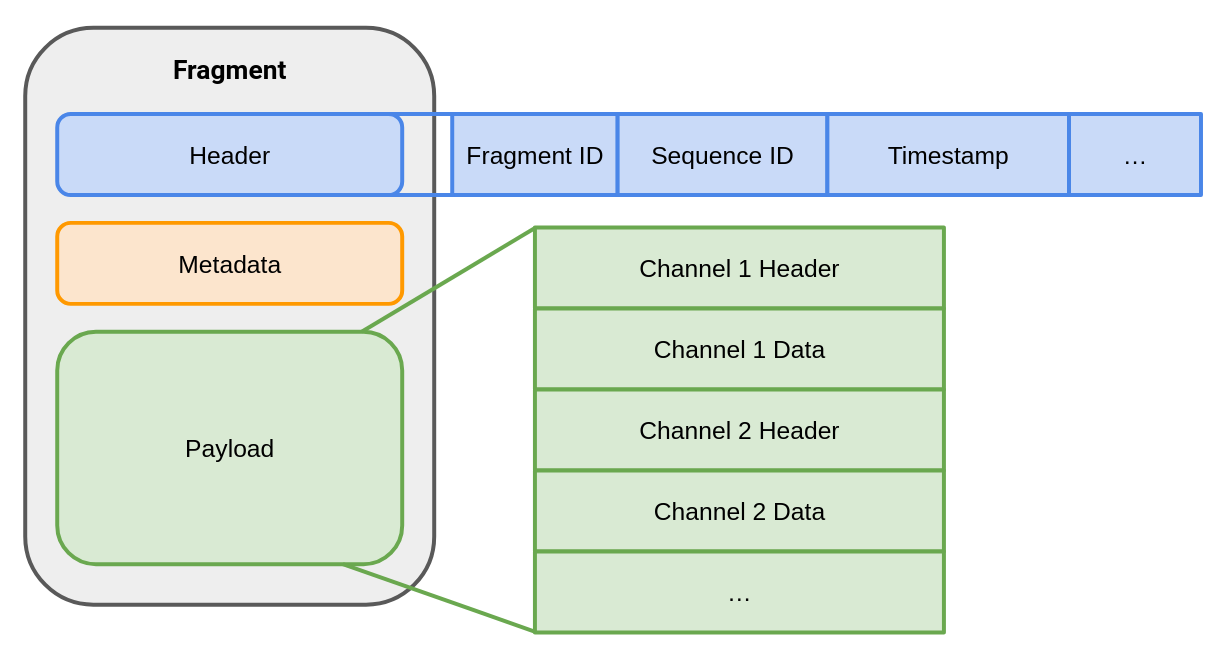 Fragment
Header
Fragment ID
Sequence ID
Timestamp
…
Metadata
Payload
Channel 1 Header
Channel 1 Data
Channel 2 Header
Channel 2 Data
…